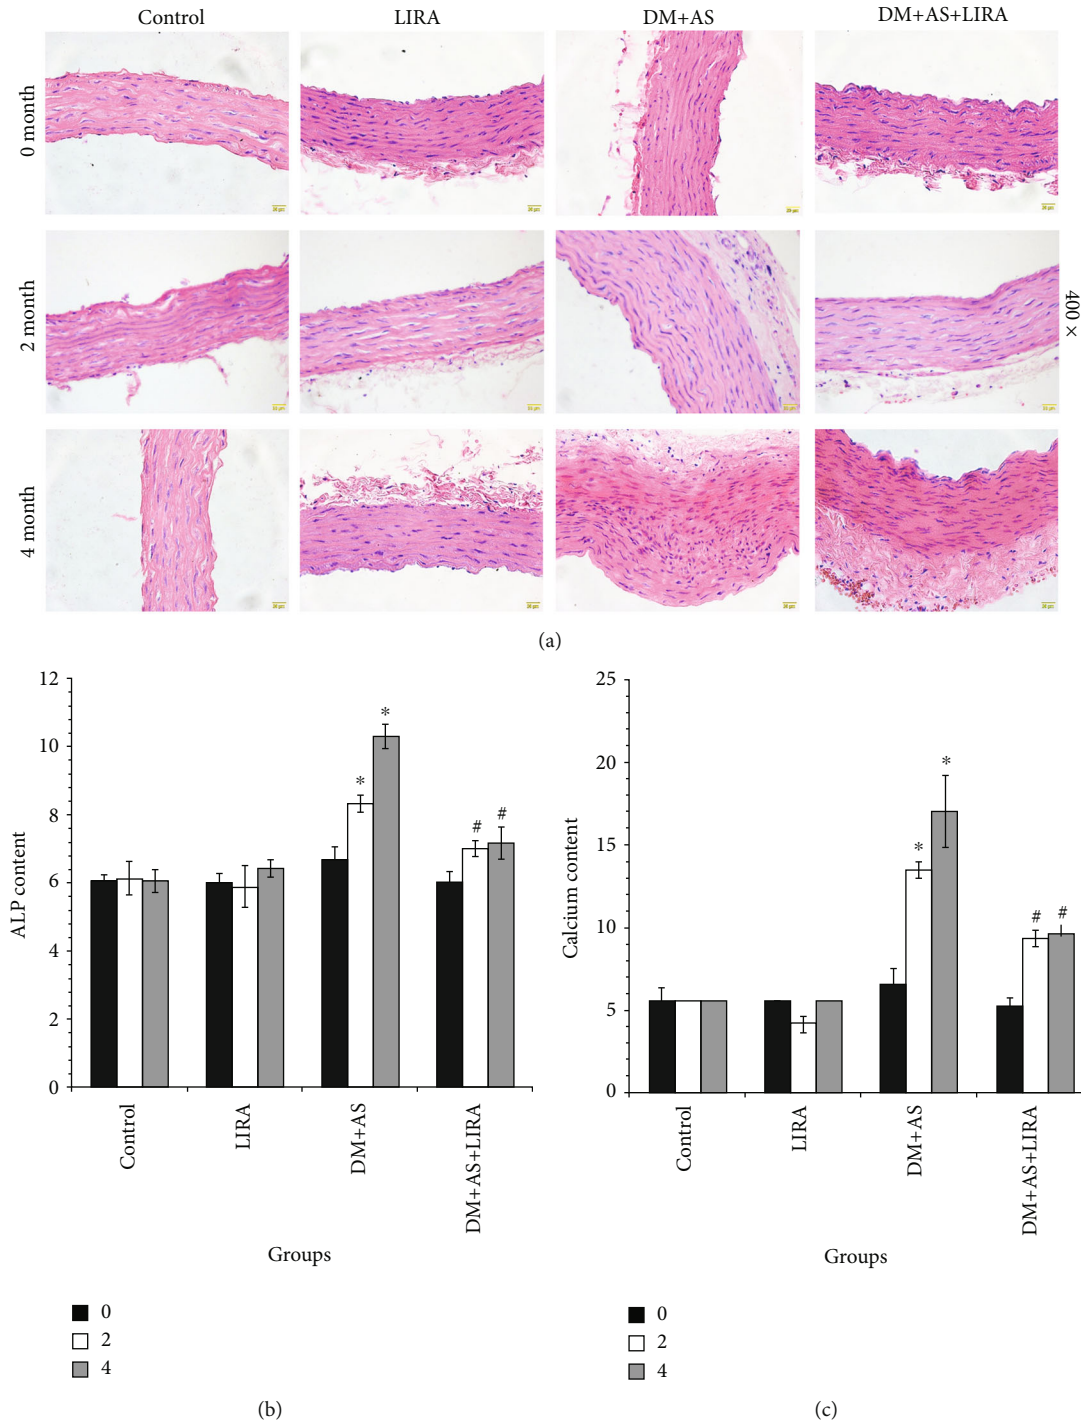 Control LIRA DM+AS DM+AS+LIRA
0 month
2 month
4 month
400 ×
(a)
12
10
8
6
4
2
0
ALP content
* * # #
Control LIRA DM+AS DM+AS+LIRA
Groups
0
2
4
(b)
25
20
15
10
5
0
Calcium content
* * # #
Control LIRA DM+AS DM+AS+LIRA
Groups
0
2
4
(c)